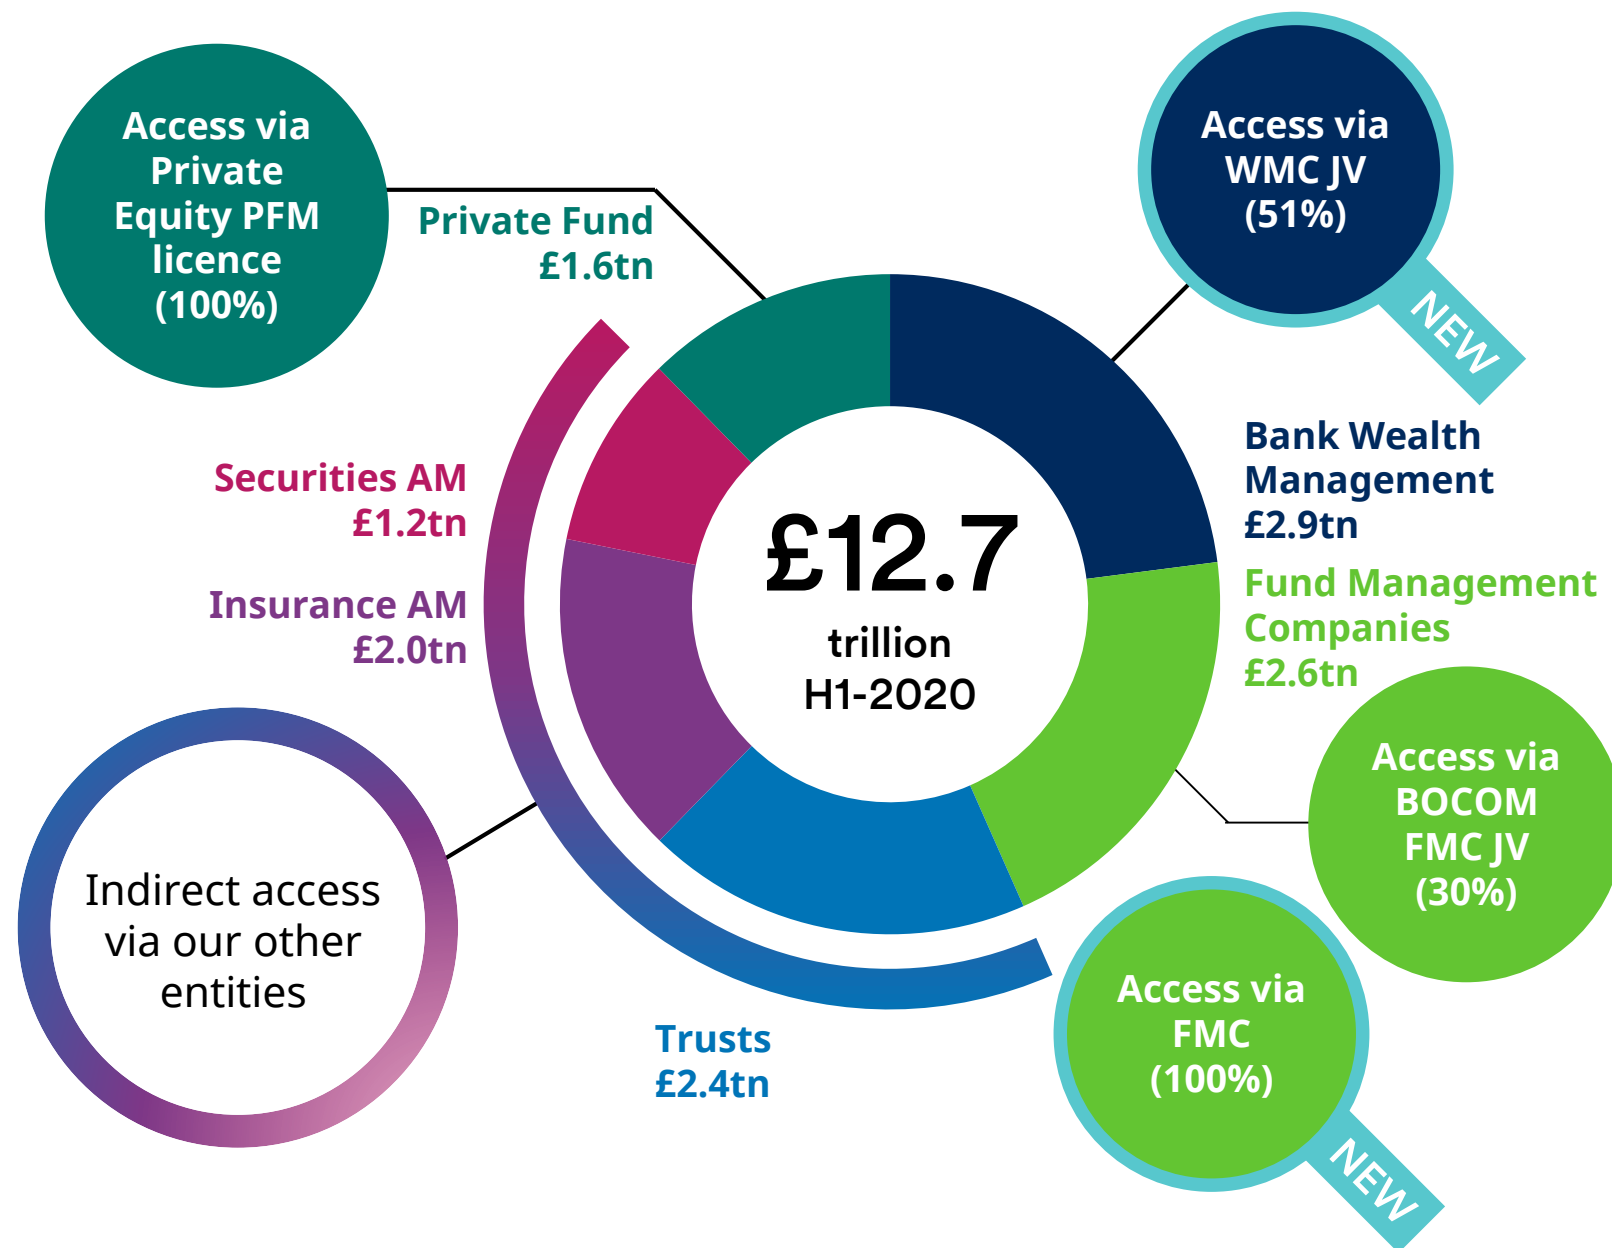 Access via
Private
Equity PFM
licence
(100%)
Private Fund
£1.6tn
Access via
WMC JV
(51%)
NEW
Securities AM
£1.2tn
Insurance AM
£2.0tn
£12.7
trillion
H1-2020
Bank Wealth
Management
£2.9tn
Fund Management
Companies
£2.6tn
Access via
BOCOM
FMC JV
(30%)
Indirect access
via our other
entities
Trusts
£2.4tn
Access via
FMC
(100%)
NEW